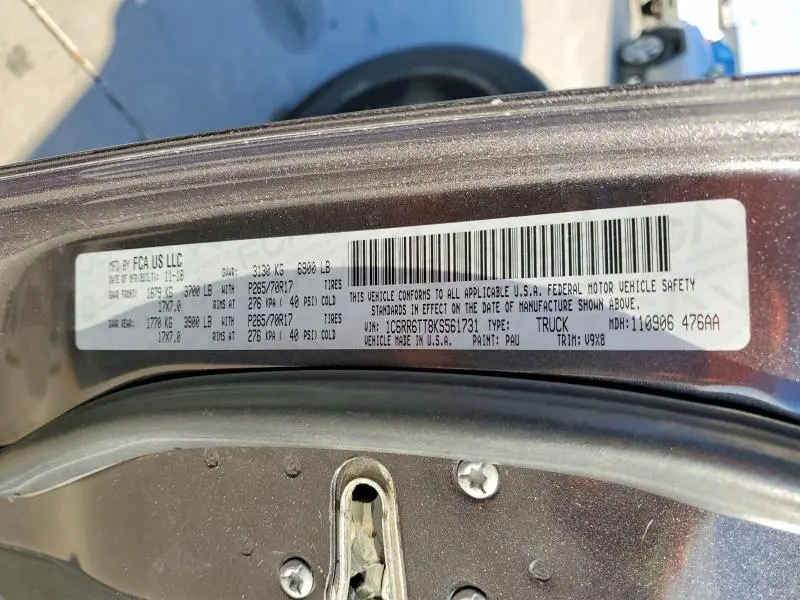 MFD BY FCA US LLC GVWR: 3130 KG 6900 LB
DATE OF MFR(BUILT): 11-18
GAWR FRONT: 1679 KG 3700 LB WITH P265/70R17 TIRES
17X7.0 RIMS AT 276 KPA ( 40 PSI) COLD
GAWR REAR: 1770 KG 3900 LB WITH P265/70R17 TIRES
17X7.0 RIMS AT 276 KPA ( 40 PSI) COLD
THIS VEHICLE CONFORMS TO ALL APPLICABLE U.S.A. FEDERAL MOTOR VEHICLE SAFETY
STANDARDS IN EFFECT ON THE DATE OF MANUFACTURE SHOWN ABOVE.
VIN: 1C6RR6TT8KS561731 TYPE: TRUCK MDH:110906 476AA
VEHICLE MADE IN U.S.A. PAINT: PAU TRIM: V9X8